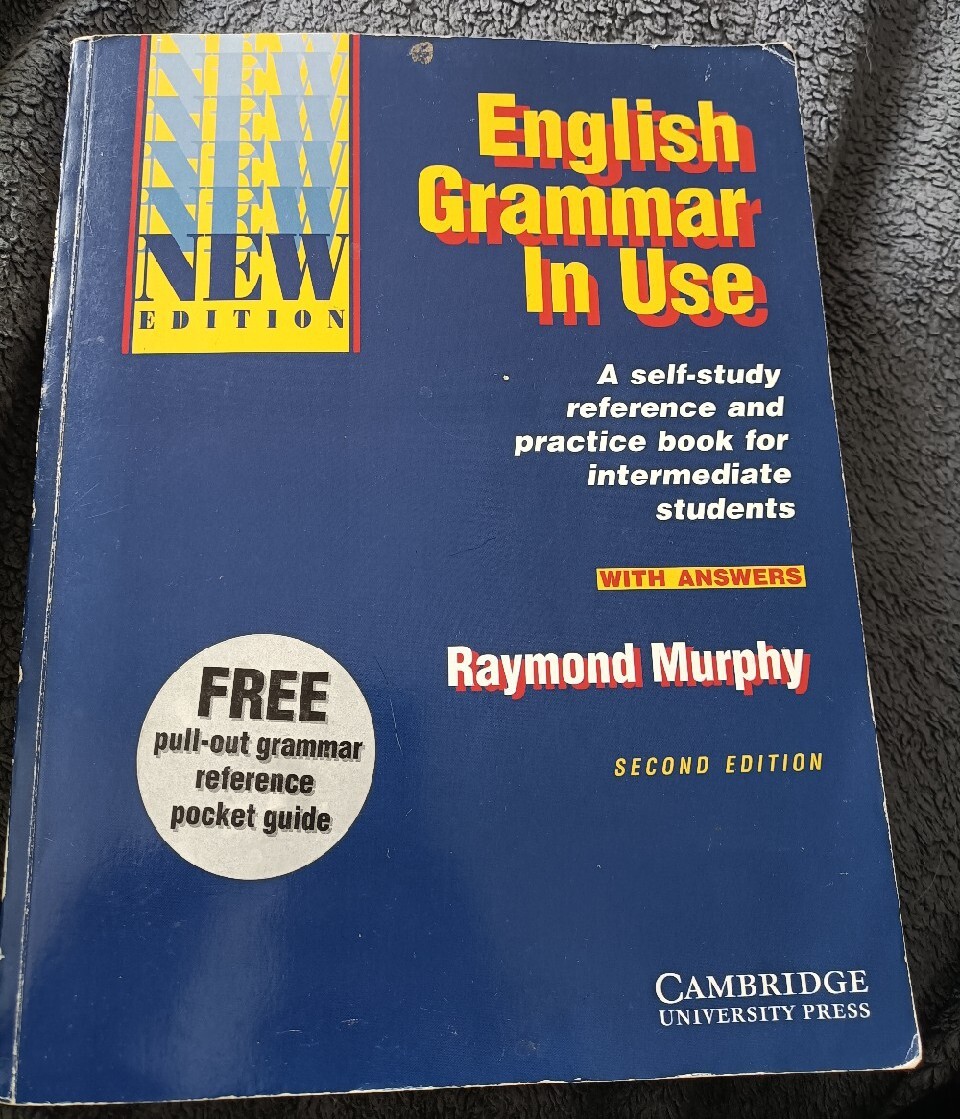 NEW
NEW
NEW
NEW
NEW
EDITION
English
Grammar
In Use
A self-study
reference and
practice book for
intermediate
students
WITH ANSWERS
Raymond Murphy
SECOND EDITION
FREE
pull-out grammar
reference
pocket guide
CAMBRIDGE
UNIVERSITY PRESS